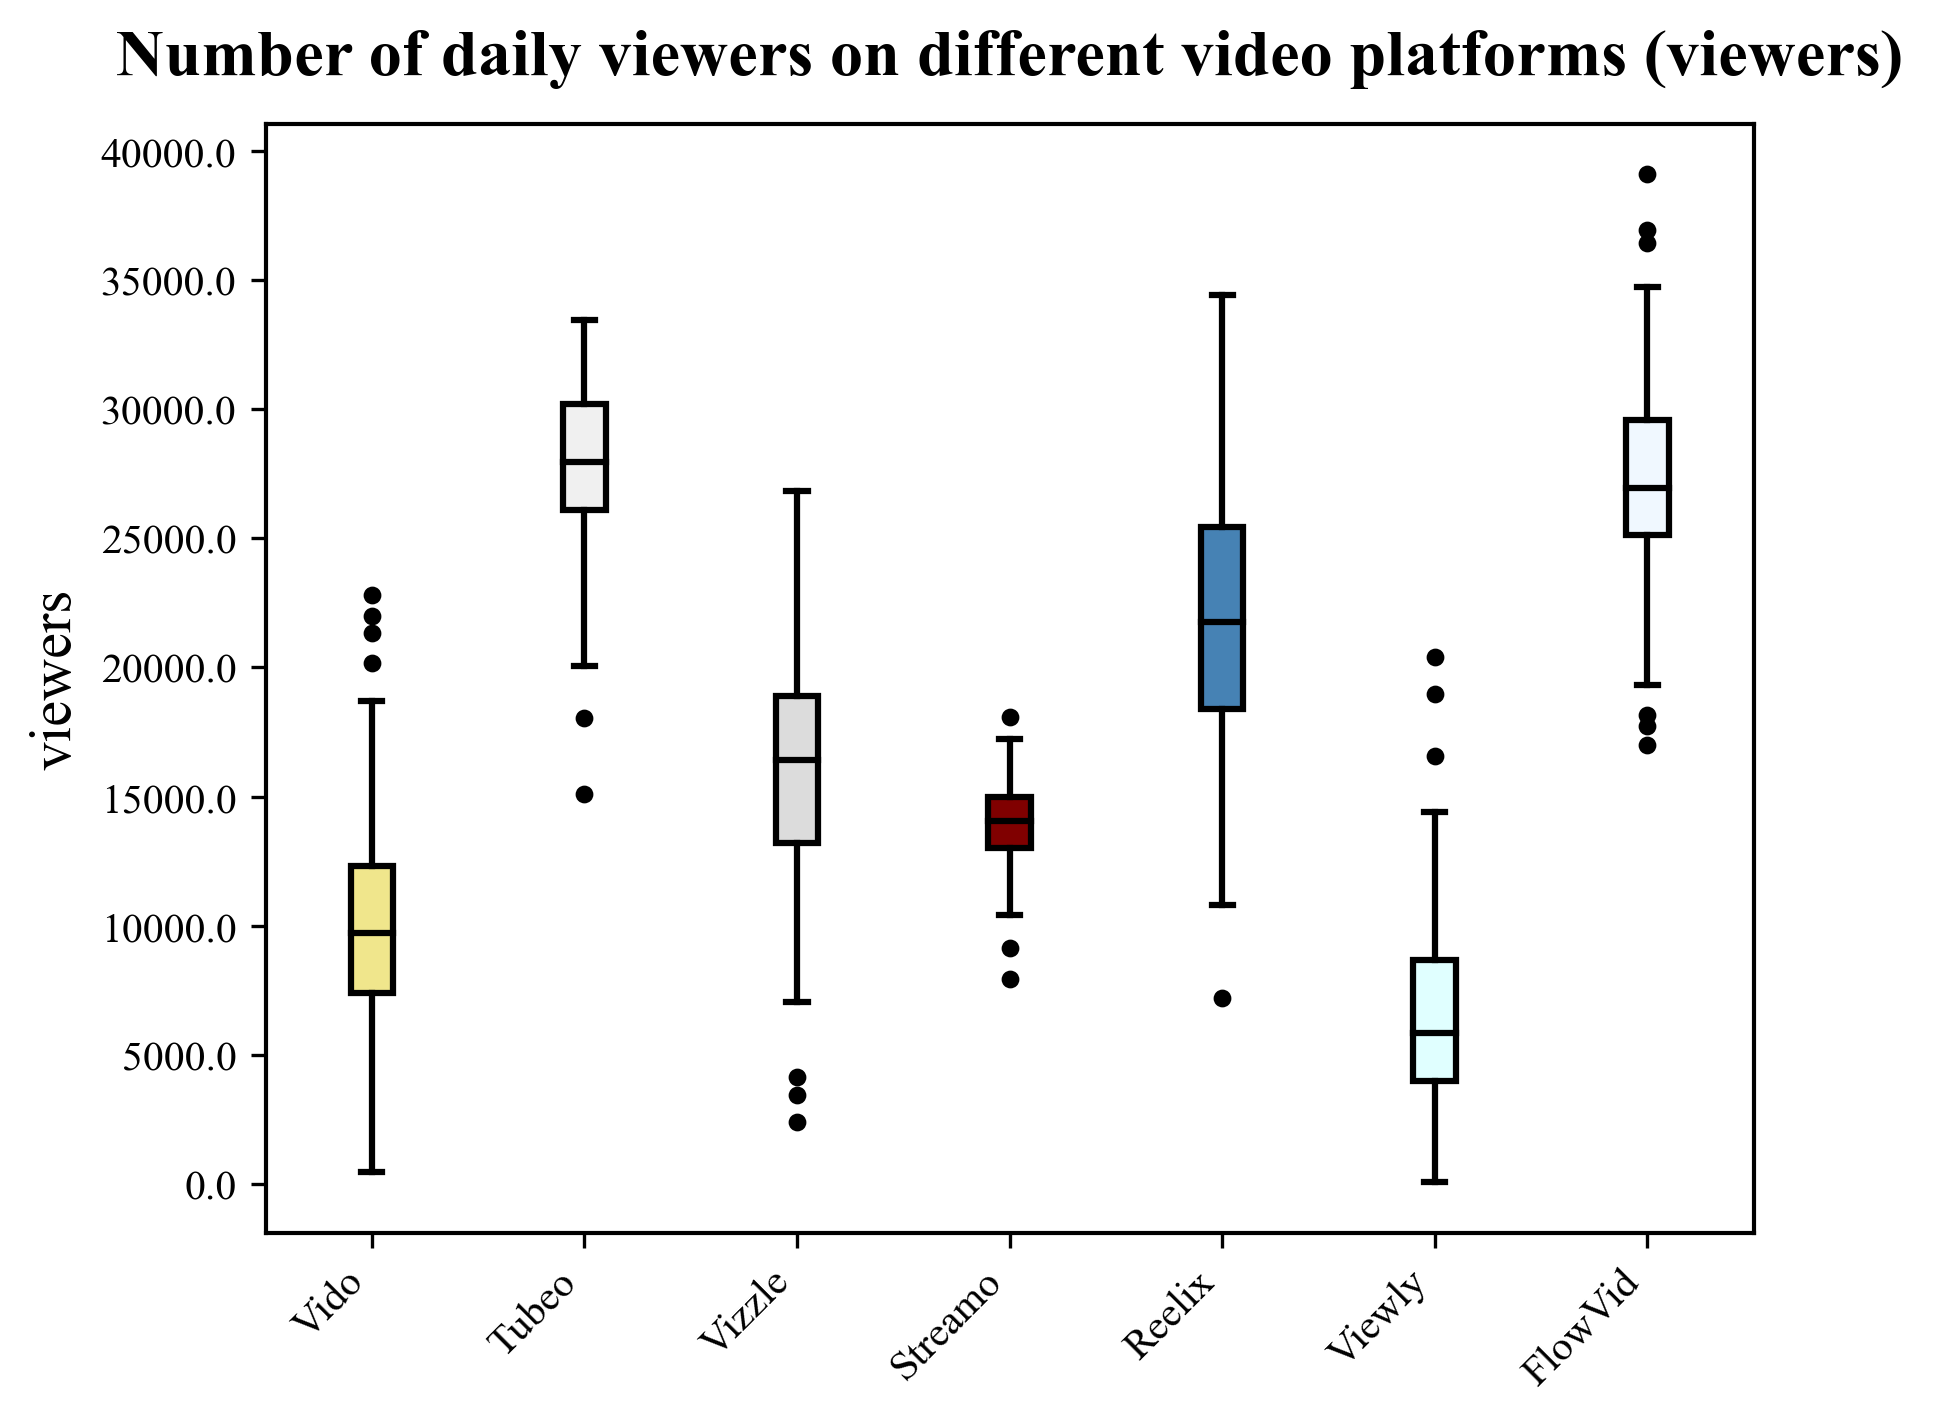 Number of daily viewers on different video platforms (viewers)
40000.0
35000.0
30000.0
25000.0
20000.0
15000.0
10000.0
5000.0
0.0
viewers
Vido
Tubeo
Vizzle
Streamo
Reelix
Viewly
FlowVid